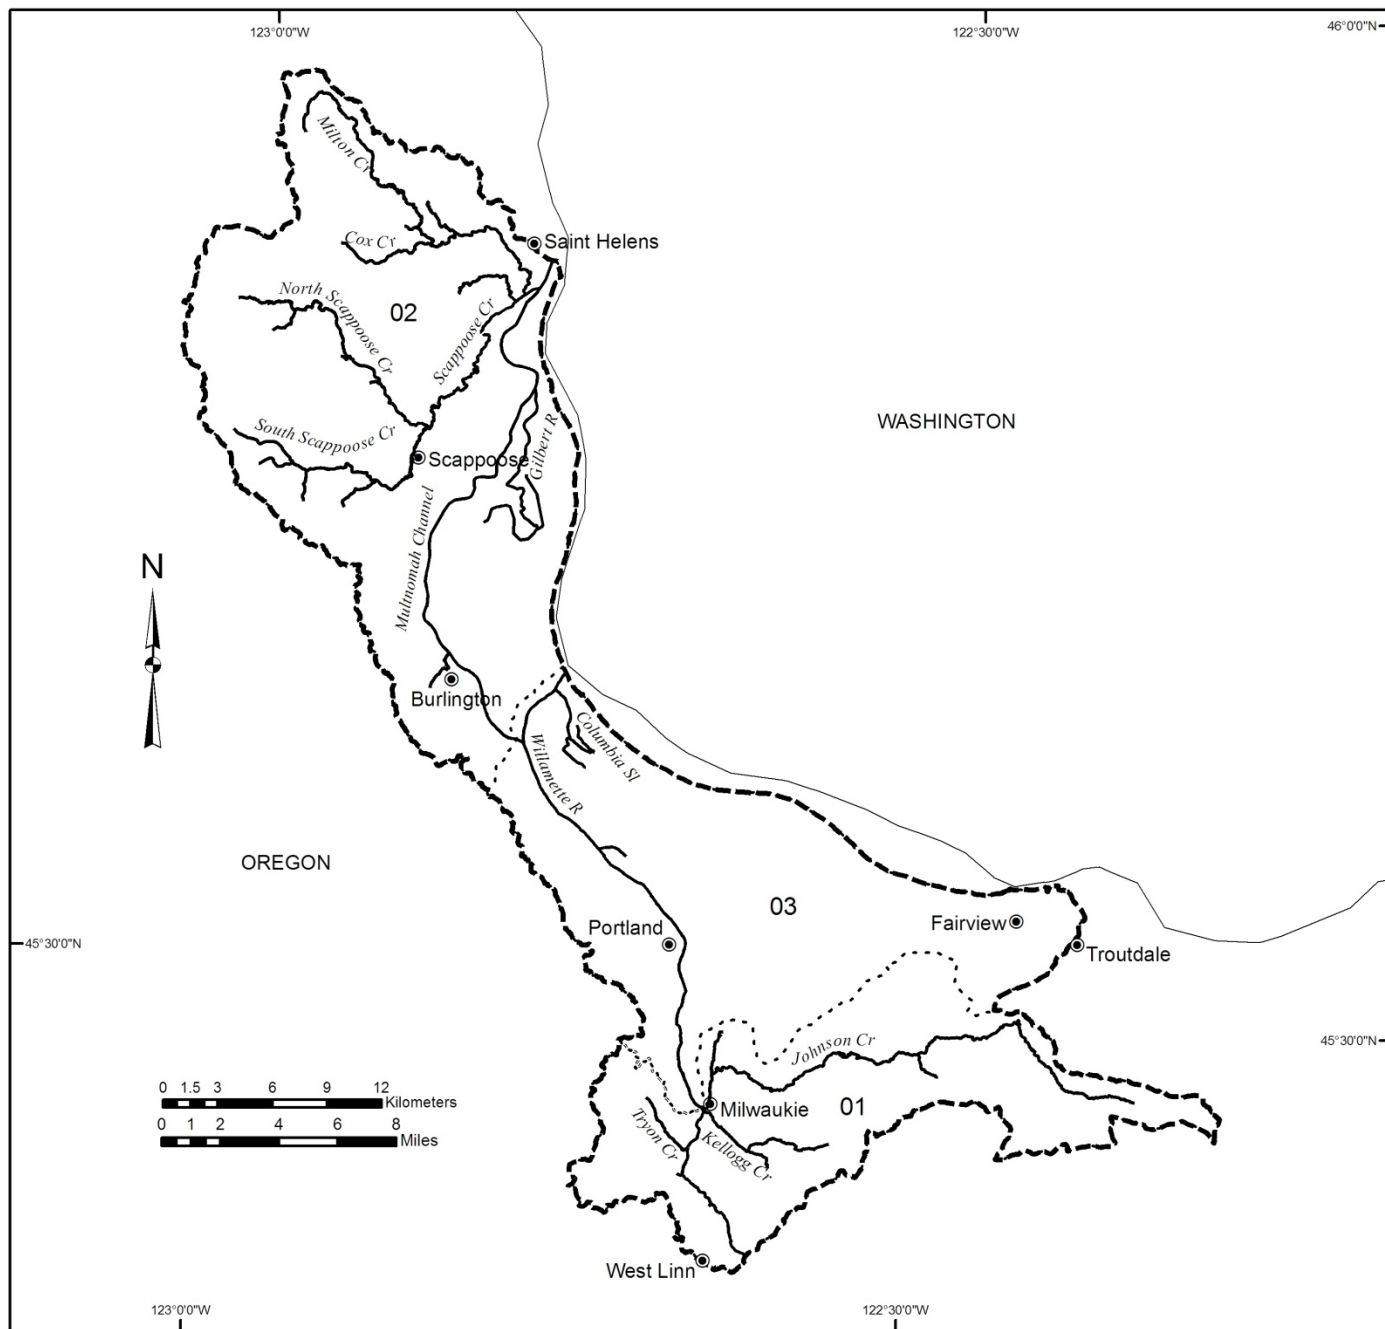 123°0'0"W
122°30'0"W
46°0'0"N
Milton Cr
Saint Helens
Cox Cr
North Scappoose Cr
02
Scappoose Cr
WASHINGTON
South Scappoose Cr
Scappoose
Gilbert R
Multnomah Channel
N
Burlington
Columbia Sl
Willamette R
OREGON
03
Fairview
Portland
45°30'0"N
Troutdale
Johnson Cr
45°30'0"N
0 1.5 3 6 9 12
Kilometers
Milwaukie
01
0 1 2 4 6 8
Miles
Tryon Cr
Kellogg Cr
West Linn
123°0'0"W
122°30'0"W